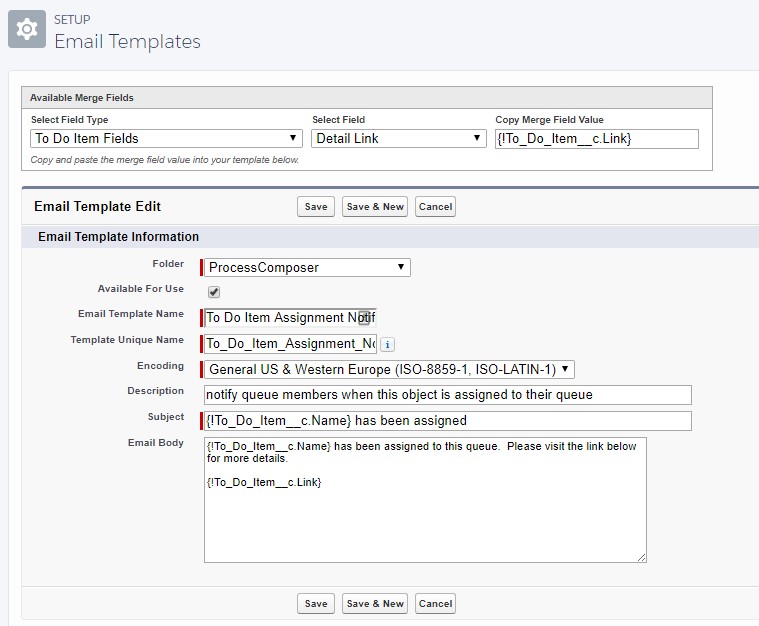 SETUP
Email Templates
Available Merge Fields
Select Field Type
Select Field
Copy Merge Field Value
To Do Item Fields
Detail Link
{!To_Do_Item__c.Link}
Copy and paste the merge field value into your template below.
Email Template Edit
Save
Save & New
Cancel
Email Template Information
Folder
ProcessComposer
Available For Use
Email Template Name
To Do Item Assignment Notif
Template Unique Name
To_Do_Item_Assignment_No
i
Encoding
General US & Western Europe (ISO-8859-1, ISO-LATIN-1)
Description
notify queue members when this object is assigned to their queue
Subject
{!To_Do_Item__c.Name} has been assigned
Email Body
{!To_Do_Item__c.Name} has been assigned to this queue.  Please visit the link below
for more details.
{!To_Do_Item__c.Link}
Save
Save & New
Cancel